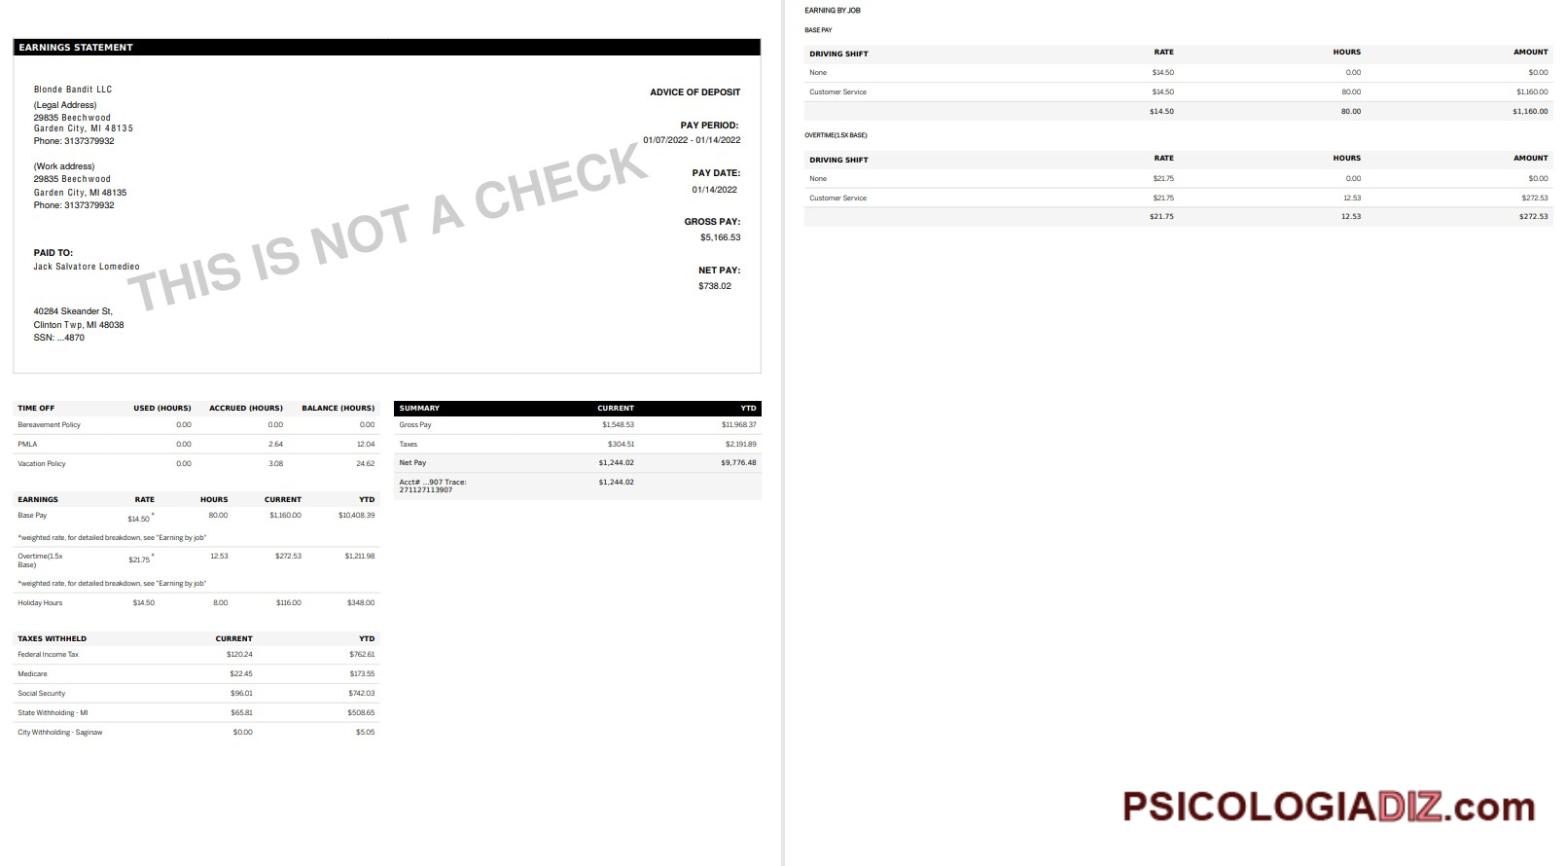 EARNINGS STATEMENT
Blonde Bandit LLC
(Legal Address)
29835 Beechwood
Garden City, MI 48135
Phone: 3137379932
(Work address)
29835 Beechwood
Garden City, MI 48135
Phone: 3137379932
PAID TO:
Jack Salvatore Lomedieo
40284 Skeander St,
Clinton Twp, MI 48038
SSN: ...4870
THIS IS NOT A CHECK
ADVICE OF DEPOSIT
PAY PERIOD:
01/07/2022 - 01/14/2022
PAY DATE:
01/14/2022
GROSS PAY:
$5,166.53
NET PAY:
$738.02
TIME OFF USED (HOURS) ACCRUED (HOURS) BALANCE (HOURS)
Bereavement Policy 0.00 0.00 0.00
PMLA 0.00 2.64 12.04
Vacation Policy 0.00 3.08 24.62
EARNINGS RATE HOURS CURRENT YTD
Base Pay $14.50 * 80.00 $1,160.00 $10,408.39
*weighted rate, for detailed breakdown, see "Earning by job"
Overtime(1.5x $21.75 * 12.53 $272.53 $1,211.98
Base)
*weighted rate, for detailed breakdown, see "Earning by job"
Holiday Hours $14.50 8.00 $116.00 $348.00
TAXES WITHHELD CURRENT YTD
Federal Income Tax $120.24 $762.61
Medicare $22.45 $173.55
Social Security $96.01 $742.03
State Withholding - MI $65.81 $508.65
City Withholding - Saginaw $0.00 $5.05
SUMMARY CURRENT YTD
Gross Pay $1,548.53 $11,968.37
Taxes $304.51 $2,191.89
Net Pay $1,244.02 $9,776.48
Acct# ...907 Trace: $1,244.02
271127113907
EARNING BY JOB
BASE PAY
DRIVING SHIFT RATE HOURS AMOUNT
None $14.50 0.00 $0.00
Customer Service $14.50 80.00 $1,160.00
$14.50 80.00 $1,160.00
OVERTIME(1.5X BASE)
DRIVING SHIFT RATE HOURS AMOUNT
None $21.75 0.00 $0.00
Customer Service $21.75 12.53 $272.53
$21.75 12.53 $272.53
PSICOLOGIADIZ.com